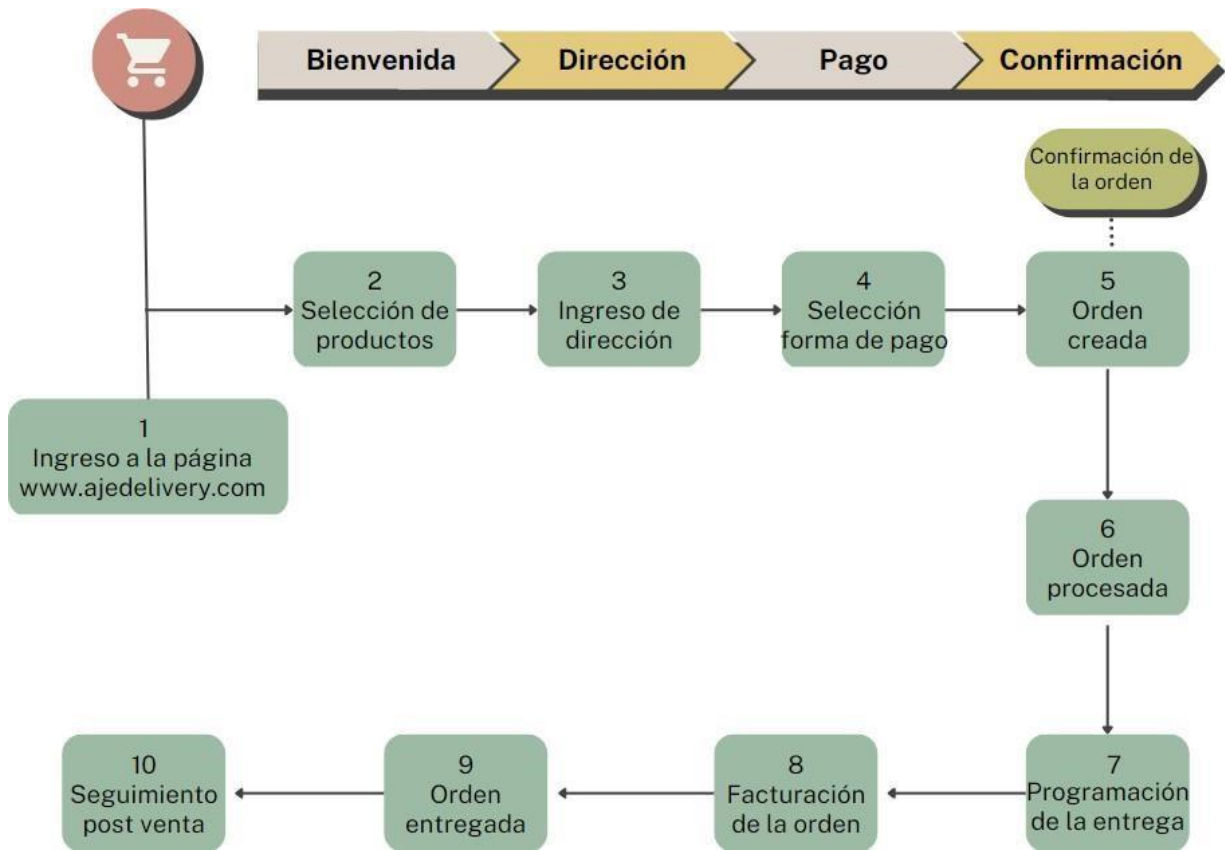 Bienvenida
Dirección
Pago
Confirmación
Confirmación de
la orden
1
Ingreso a la página
www.ajedelivery.com
2
Selección de
productos
3
Ingreso de
dirección
4
Selección
forma de pago
5
Orden
creada
6
Orden
procesada
7
Programación
de la entrega
8
Facturación
de la orden
9
Orden
entregada
10
Seguimiento
post venta